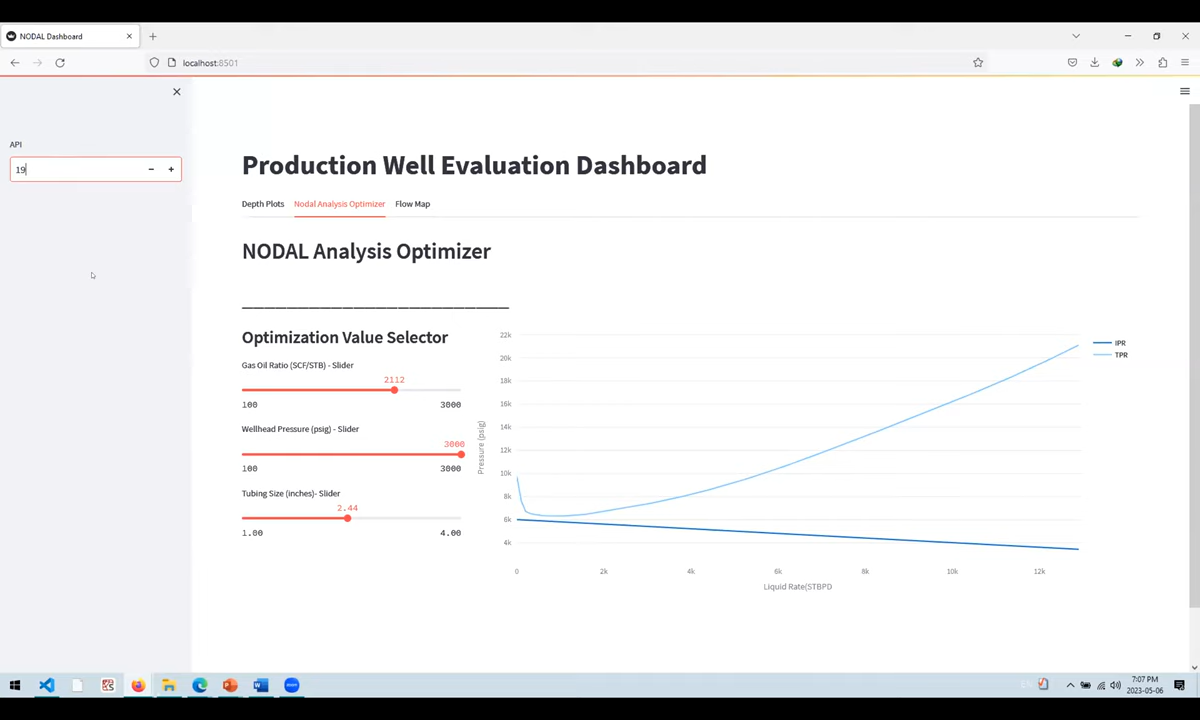 NODAL Dashboard
localhost:8501
API
19
Production Well Evaluation Dashboard
Depth Plots
Nodal Analysis Optimizer
Flow Map
NODAL Analysis Optimizer
Optimization Value Selector
Gas Oil Ratio (SCF/STB) - Slider
2112
100
3000
Wellhead Pressure (psig) - Slider
3000
100
3000
Tubing Size (inches)- Slider
2.44
1.00
4.00
22k
20k
18k
16k
14k
12k
10k
8k
6k
4k
Pressure (psig)
0
2k
4k
6k
8k
10k
12k
Liquid Rate(STBPD
IPR
TPR
7:07 PM
2023-05-06